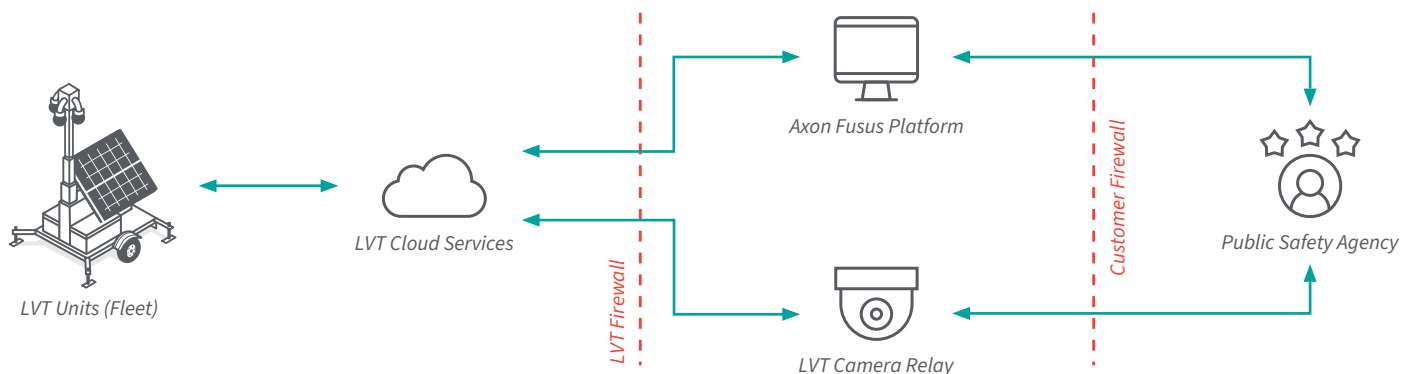 LVT Units (Fleet)
LVT Cloud Services
LVT Firewall
Axon Fusus Platform
LVT Camera Relay
Customer Firewall
Public Safety Agency